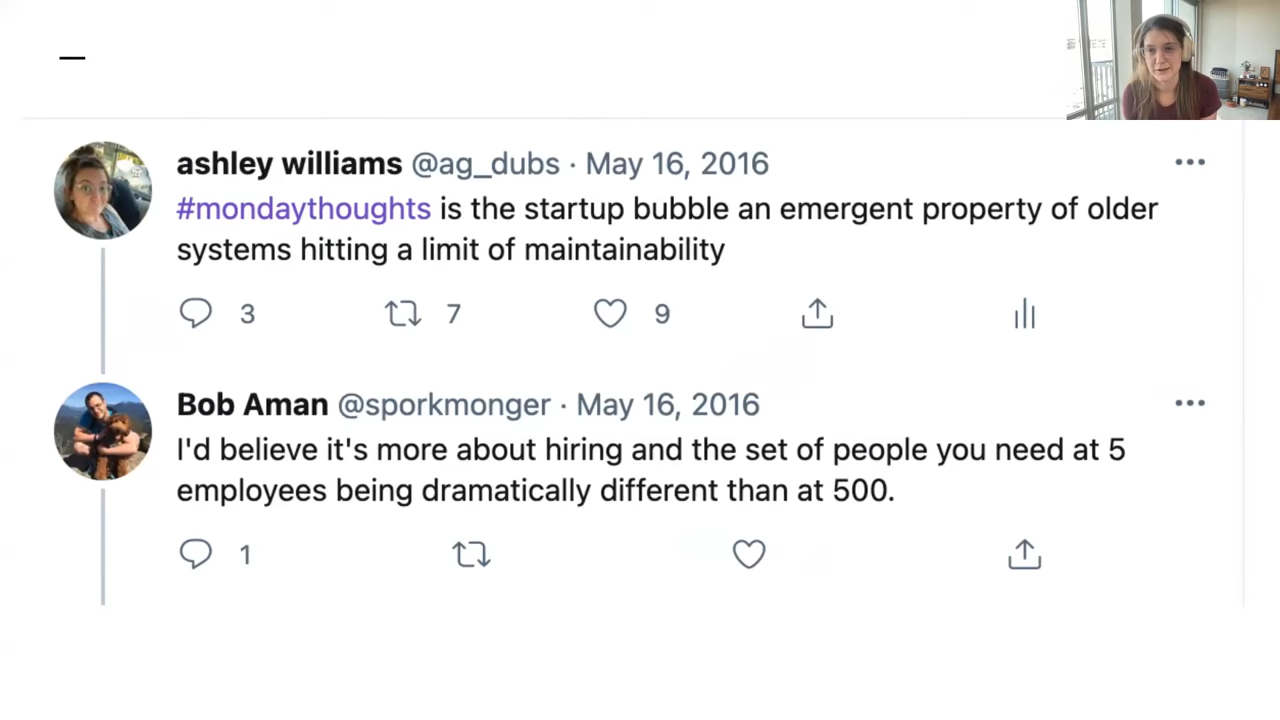 ashley williams @ag_dubs · May 16, 2016
#mondaythoughts is the startup bubble an emergent property of older
systems hitting a limit of maintainability
3 7 9
Bob Aman @sporkmonger · May 16, 2016
I'd believe it's more about hiring and the set of people you need at 5
employees being dramatically different than at 500.
1